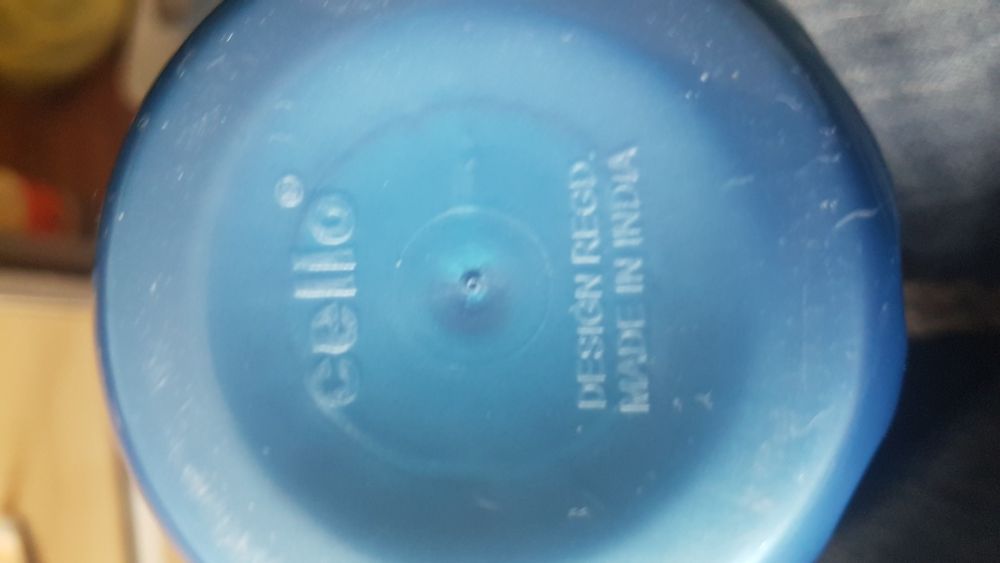 cello®
DESIGN REGD.
MADE IN INDIA